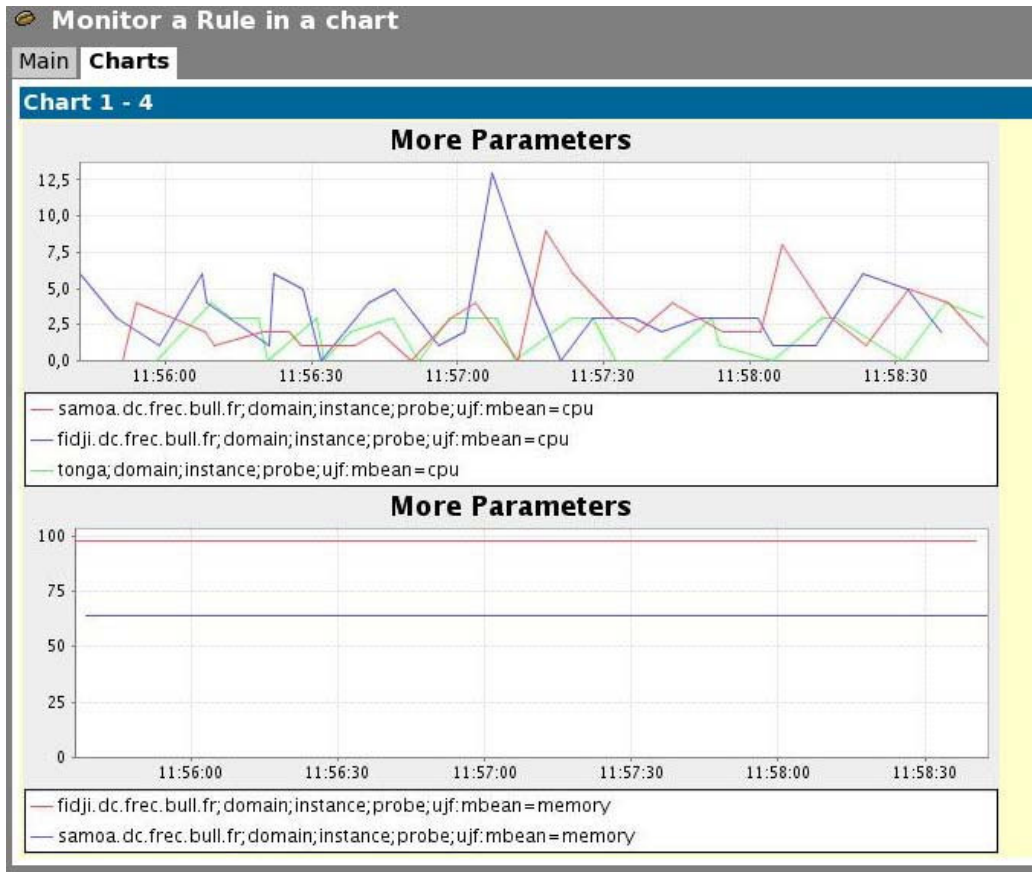 Monitor a Rule in a chart
Main Charts
Chart 1 - 4
More Parameters
12,5
10,0
7,5
5,0
2,5
0,0
11:56:00 11:56:30 11:57:00 11:57:30 11:58:00 11:58:30
samoa.dc.frec.bull.fr;domain;instance;probe;ujf:mbean=cpu
fidji.dc.frec.bull.fr;domain;instance;probe;ujf:mbean=cpu
tonga;domain;instance;probe;ujf:mbean=cpu
More Parameters
100
75
50
25
0
11:56:00 11:56:30 11:57:00 11:57:30 11:58:00 11:58:30
fidji.dc.frec.bull.fr;domain;instance;probe;ujf:mbean=memory
samoa.dc.frec.bull.fr;domain;instance;probe;ujf:mbean=memory